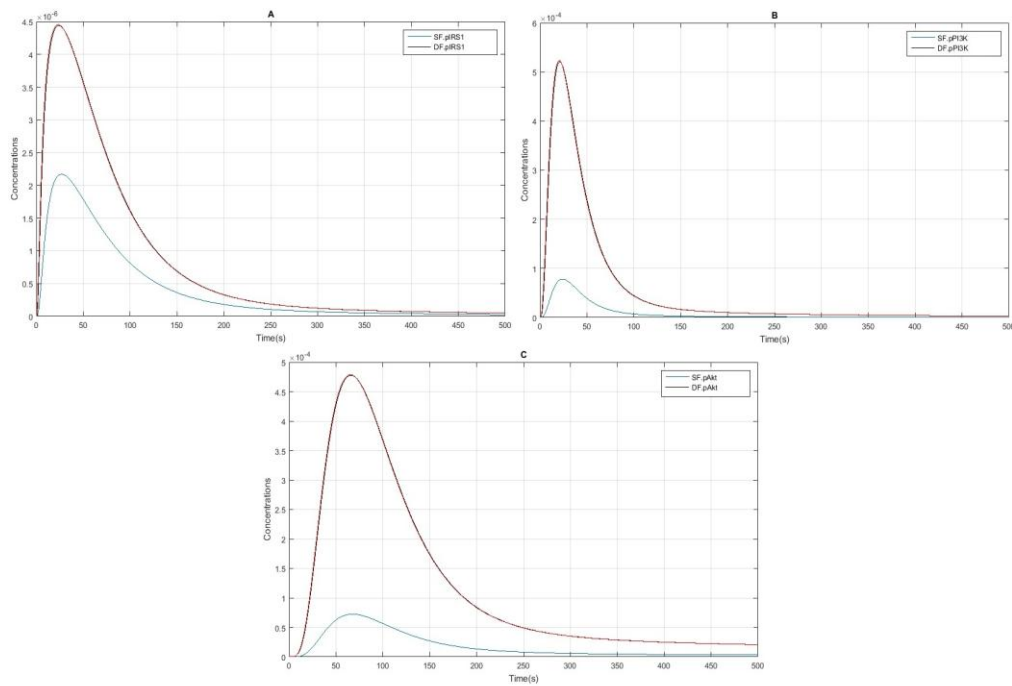 A
×10^-6
4.5
4
3.5
3
2.5
2
1.5
1
0.5
0
Concentrations
SF.pIRS1
DF.pIRS1
0 50 100 150 200 250 300 350 400 450 500
Time(s)
B
×10^-4
6
5
4
3
2
1
0
Concentrations
SF.pPI3K
DF.pPI3K
0 50 100 150 200 250 300 350 400 450 500
Time(s)
C
×10^-4
5
4.5
4
3.5
3
2.5
2
1.5
1
0.5
0
Concentrations
SF.pAkt
DF.pAkt
0 50 100 150 200 250 300 350 400 450 500
Time(s)